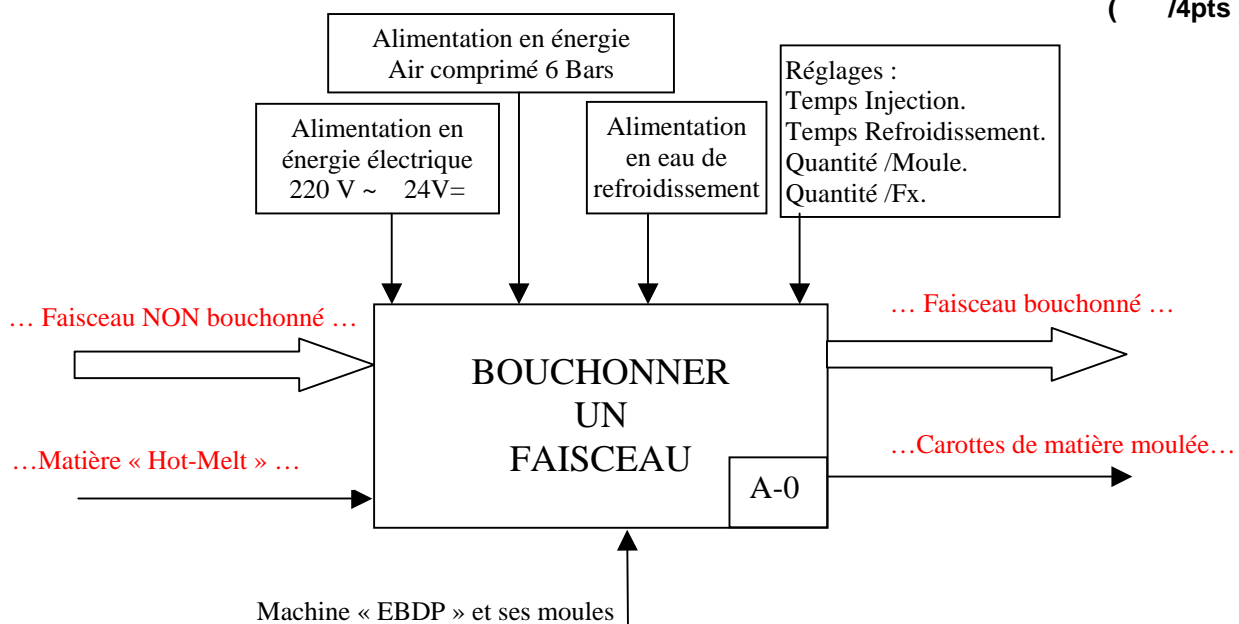 ( /4pts
Alimentation en énergie
Air comprimé 6 Bars
Alimentation en
énergie électrique
220 V ~ 24V=
Alimentation
en eau de
refroidissement
Réglages :
Temps Injection.
Temps Refroidissement.
Quantité /Moule.
Quantité /Fx.
… Faisceau NON bouchonné …
…Matière « Hot-Melt » …
BOUCHONNER
UN
FAISCEAU
A-0
… Faisceau bouchonné …
…Carottes de matière moulée…
Machine « EBDP » et ses moules